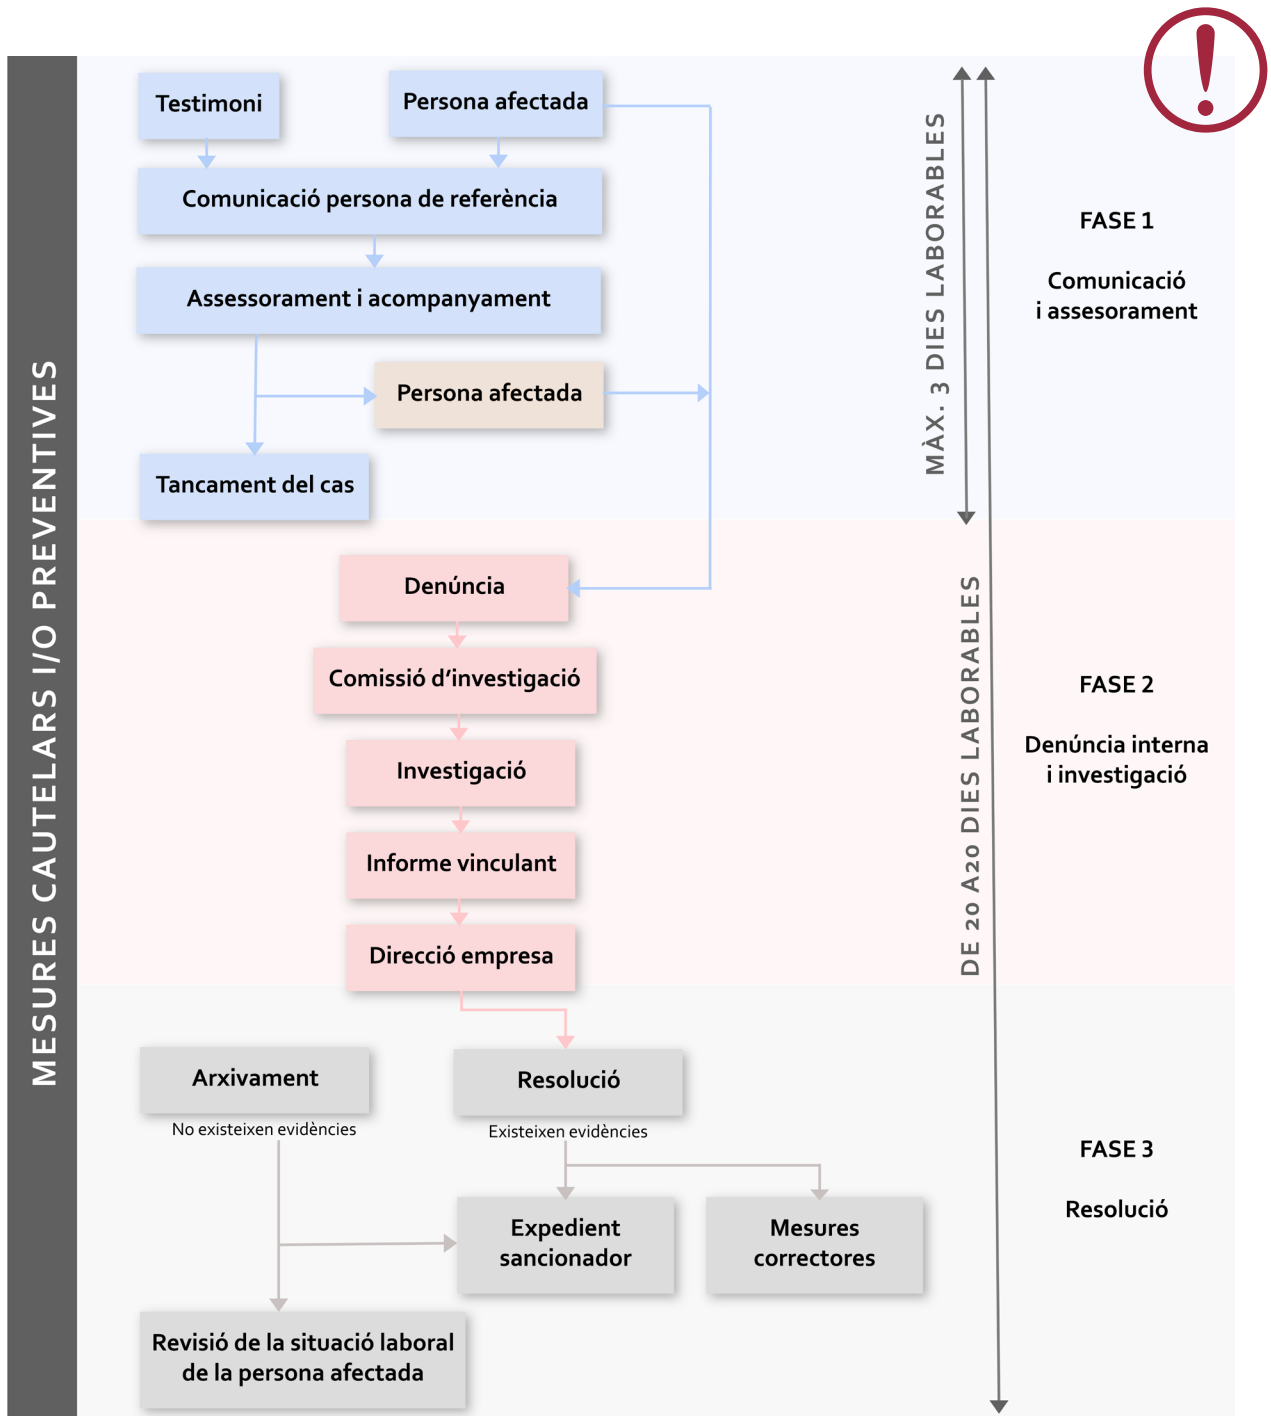 MESURES CAUTELARS I/O PREVENTIVES
Testimoni
Persona afectada
Comunicació persona de referència
Assessorament i acompanyament
Persona afectada
Tancament del cas
MÀX. 3 DIES LABORABLES
FASE 1
Comunicació
i assesorament
Denúncia
Comissió d'investigació
Investigació
Informe vinculant
Direcció empresa
DE 20 A20 DIES LABORABLES
FASE 2
Denúncia interna
i investigació
Arxivament
No existeixen evidències
Resolució
Existeixen evidències
Expedient
sancionador
Mesures
correctores
Revisió de la situació laboral
de la persona afectada
FASE 3
Resolució